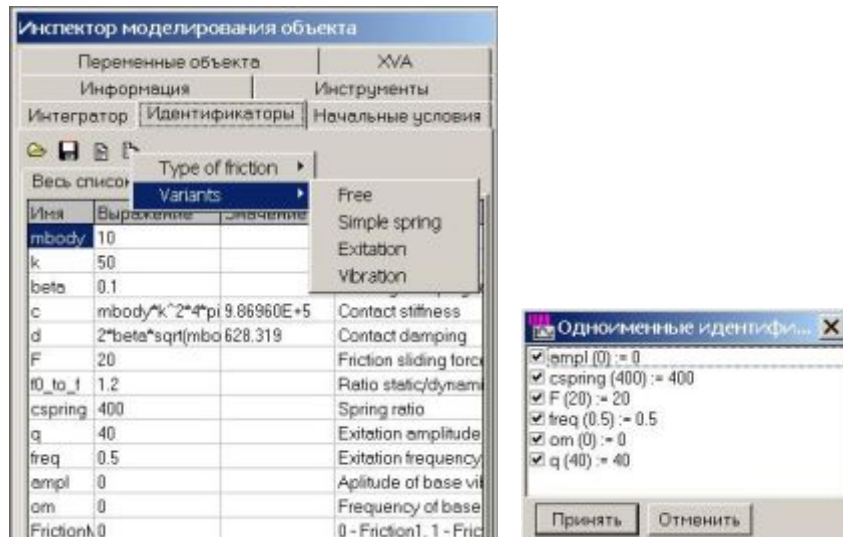 Инспектор моделирования объекта
Переменные объекта XVA
Информация Инструменты
Интегратор Идентификаторы Начальные условия
Type of friction
Весь список
Variants Free
Имя Выражение Значение Simple spring
mbody 10 Exitation
k 50 Vibration
beta 0.1
c mbody*k^2*4*pi 9.86960E+5 Contact stiffness
d 2*beta*sqrt(mbo 628.319 Contact damping
F 20 Friction sliding force
f0_to_f 1.2 Ratio static/dynami
cspring 400 Spring ratio
q 40 Exitation amplitude
freq 0.5 Exitation frequency
ampl 0 Aplitude of base vib
om 0 Frequency of base
FrictionM 0 0 - Friction1, 1 - Fric
Одноименные идентифи...
ampl (0) := 0
cspring (400) := 400
F (20) := 20
freq (0.5) := 0.5
om (0) := 0
q (40) := 40
Принять Отменить